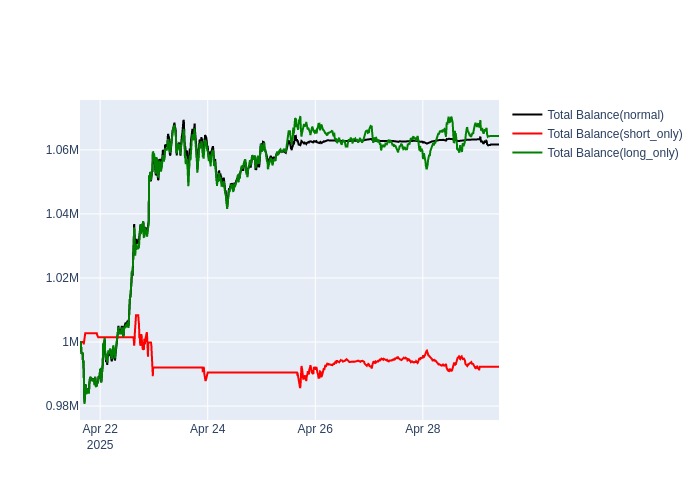 Total Balance(normal)
Total Balance(short_only)
Total Balance(long_only)
1.06M
1.04M
1.02M
1M
0.98M
Apr 22
2025
Apr 24
Apr 26
Apr 28